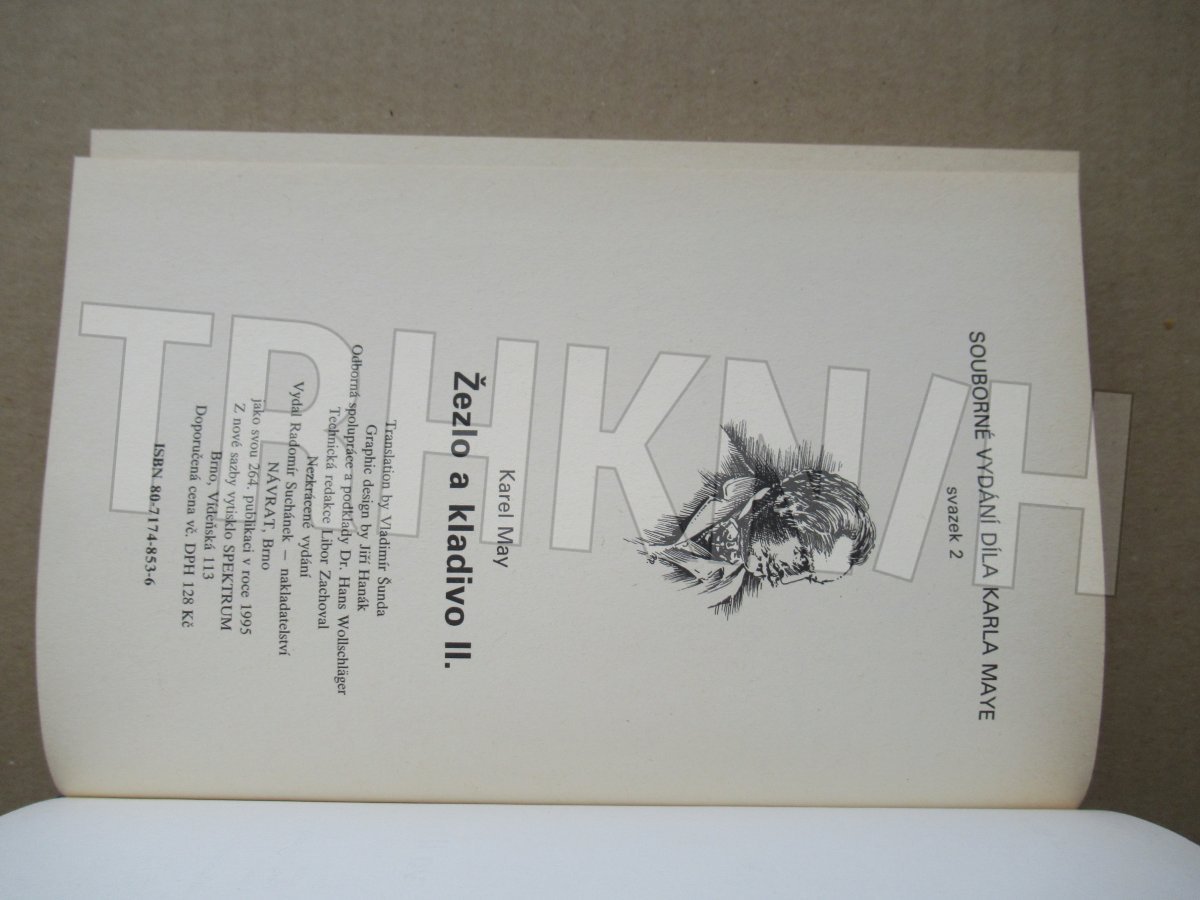 SOUBORNÉ VYDÁNÍ DÍLA KARLA MAYE
svazek 2
Karel May
Žezlo a kladivo II.
Translation by Vladimír Šunda
Graphic design by Jiří Hanák
Odborná spolupráce a podklady Dr. Hans Wollschläger
Technická redakce Libor Zachoval
Nezkrácené vydání
Vydal Radomír Suchánek – nakladatelství
NÁVRAT, Brno
jako svou 264. publikaci v roce 1995
Z nové sazby vytisklo SPEKTRUM
Brno, Vídeňská 113
Doporučená cena vč. DPH 128 Kč
ISBN 80-7174-853-6
TRHKNIH